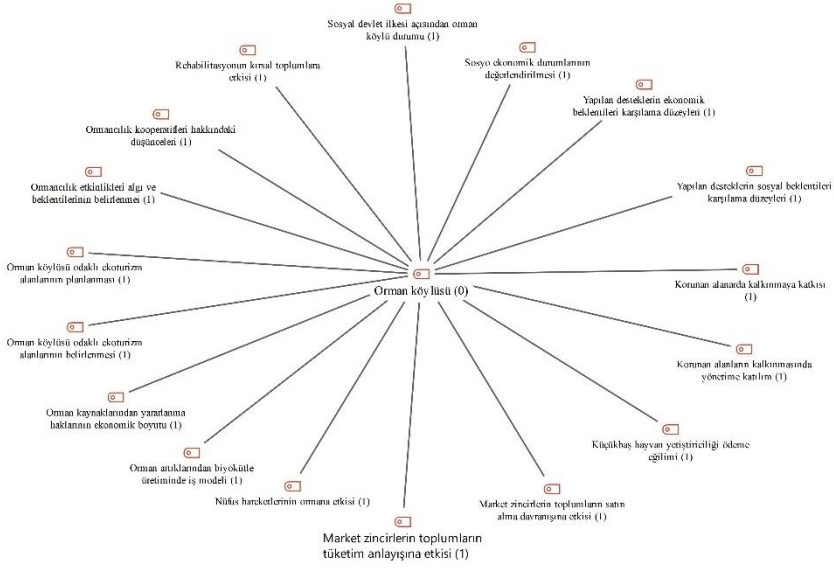 Sosyal devlet ilkesi açısından orman
köylü durumu (1)
Rehabilitasyonun kırsal toplumlara
etkisi (1)
Sosyo ekonomik durumlarının
değerlendirilmesi (1)
Yapılan desteklerin ekonomik
beklentileri karşılama düzeyleri (1)
Ormancılık kooperatifleri hakkındaki
düşünceleri (1)
Ormancılık etkinlikleri algı ve
beklentilerinin belirlenmei (1)
Yapılan desteklerin sosyal beklentileri
karşılama düzeyleri (1)
Orman köylüsü odaklı ekoturizm
alanlarının planlanması (1)
Orman köylüsü (0)
Korunan alanarda kalkınmaya katkısı
(1)
Orman köylüsü odaklı ekoturizm
alanlarının belirlenmesi (1)
Korunan alanların kalkınmasında
yönetime katılım (1)
Orman kaynaklarından yararlanma
haklarının ekonomik boyutu (1)
Küçükbaş hayvan yetiştiriciliği ödeme
eğilimi (1)
Orman artıklarından biyokütle
üretiminde iş modeli (1)
Nüfus hareketlerinin ormana etkisi (1)
Market zincirlerin toplumların satın
alma davranışına etkisi (1)
Market zincirlerin toplumların
tüketim anlayışına etkisi (1)